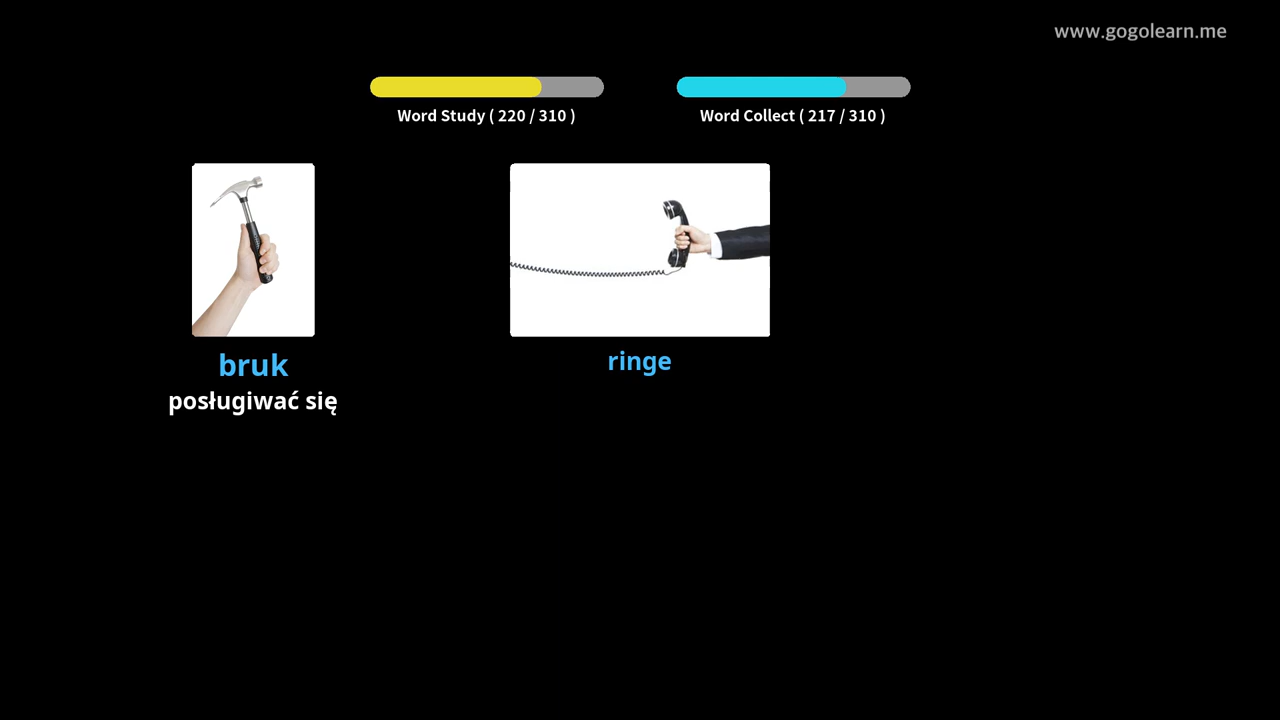 www.gogolearn.me
Word Study ( 220 / 310 )
Word Collect ( 217 / 310 )
bruk
posługiwać się
ringe